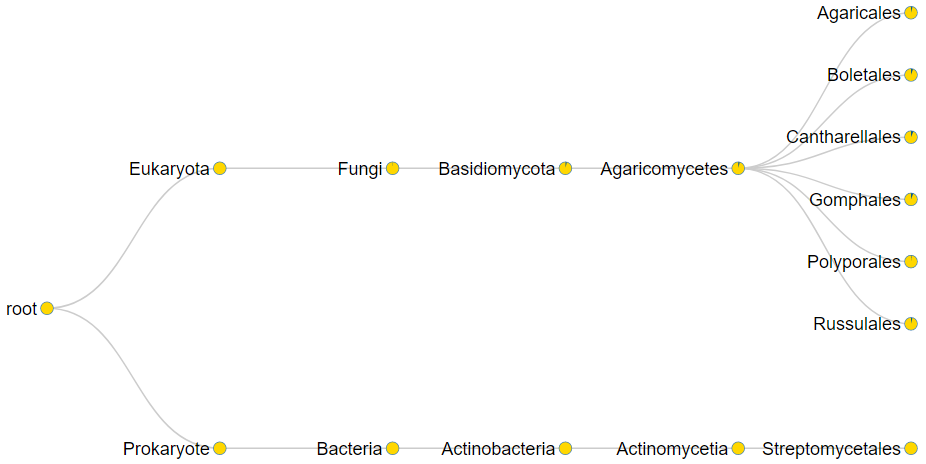 Agaricales
Boletales
Cantharellales
Eukaryota Fungi Basidiomycota Agaricomycetes
Gomphales
Polyporales
root
Russulales
Prokaryote Bacteria Actinobacteria Actinomycetia Streptomycetales